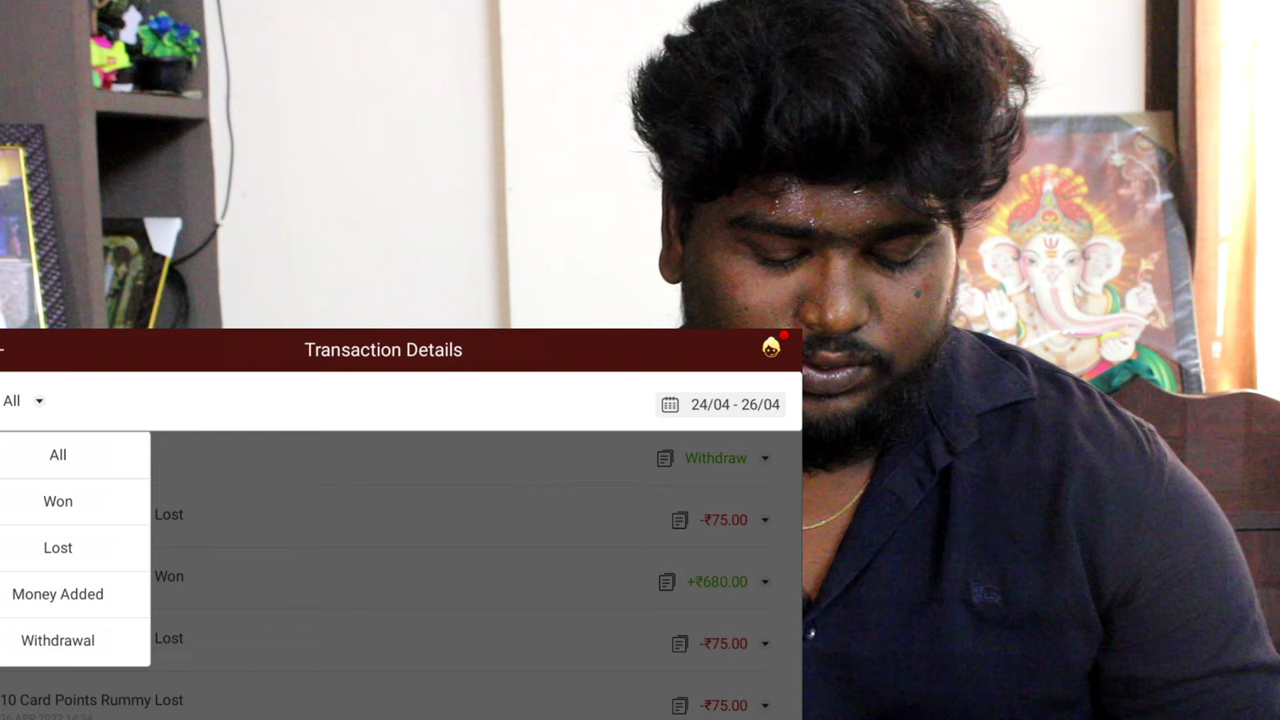 Transaction Details
All
24/04 - 26/04
All
Won
Lost
Money Added
Withdrawal
Withdraw
Lost
-₹75.00
Won
+₹680.00
Lost
-₹75.00
10 Card Points Rummy Lost
-₹75.00